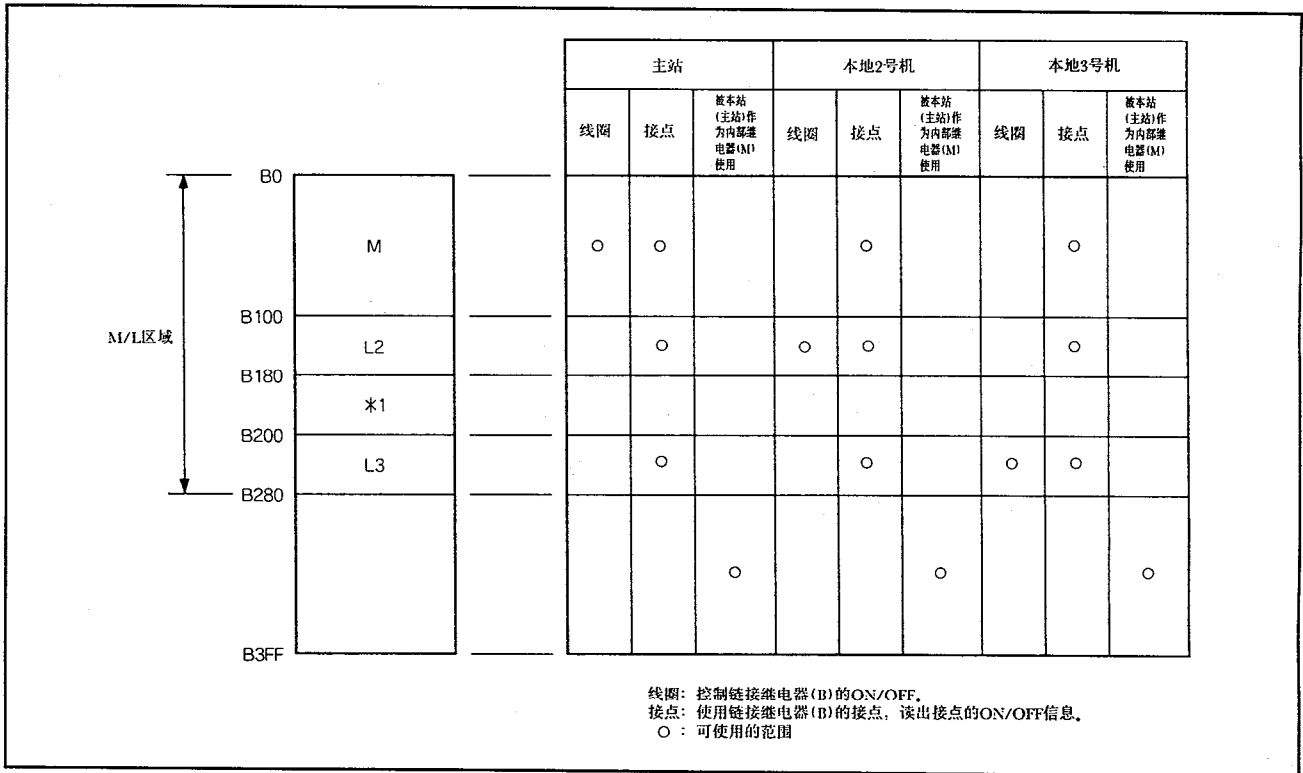 主站 本地2号机 本地3号机
线圈 接点 被本站(主站)作为内部继电器(M)使用 线圈 接点 被本站(主站)作为内部继电器(M)使用 线圈 接点 被本站(主站)作为内部继电器(M)使用
B0
M ○ ○ ○ ○
B100
M/L区域
L2 ○ ○ ○ ○
B180
*1
B200
L3 ○ ○ ○ ○
B280
○ ○ ○
B3FF
线圈: 控制链接继电器(B)的ON/OFF。
接点: 使用链接继电器(B)的接点, 读出接点的ON/OFF信息。
○ : 可使用的范围